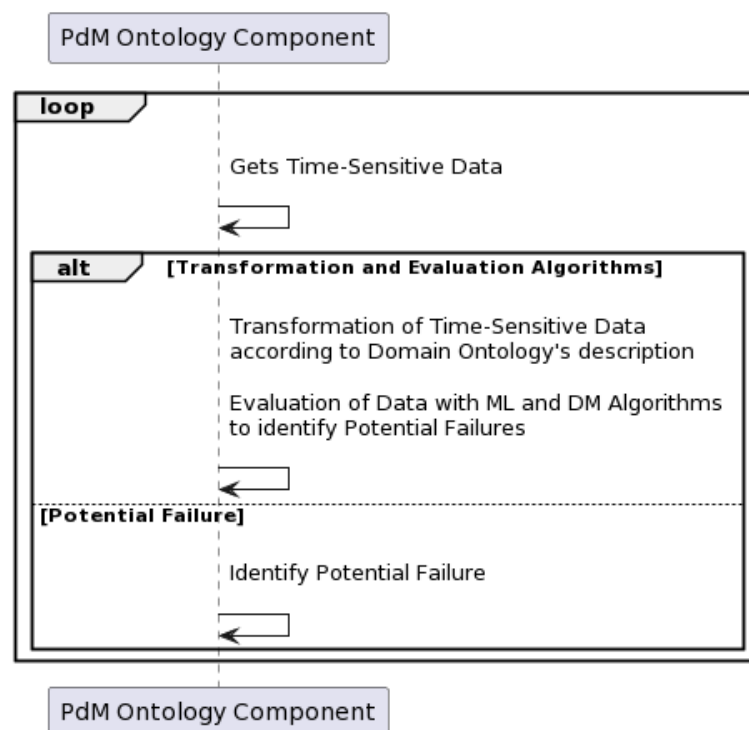 PdM Ontology Component
loop
Gets Time-Sensitive Data
alt [Transformation and Evaluation Algorithms]
Transformation of Time-Sensitive Data
according to Domain Ontology's description
Evaluation of Data with ML and DM Algorithms
to identify Potential Failures
[Potential Failure]
Identify Potential Failure
PdM Ontology Component